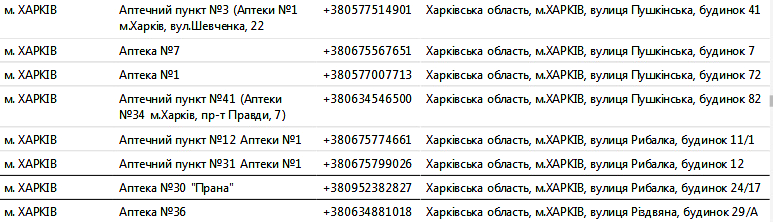 м. ХАРКІВ Аптечний пункт №3 (Аптеки №1 +380577514901 Харківська область, м.ХАРКІВ, вулиця Пушкінська, будинок 41
м.Харків, вул.Шевченка, 22
м. ХАРКІВ Аптека №7 +380675567651 Харківська область, м.ХАРКІВ, вулиця Пушкінська, будинок 7
м. ХАРКІВ Аптека №1 +380577007713 Харківська область, м.ХАРКІВ, вулиця Пушкінська, будинок 72
м. ХАРКІВ Аптечний пункт №41 (Аптеки +380634546500 Харківська область, м.ХАРКІВ, вулиця Пушкінська, будинок 82
№34 м.Харків, пр-т Правди, 7)
м. ХАРКІВ Аптечний пункт №12 Аптеки №1 +380675774661 Харківська область, м.ХАРКІВ, вулиця Рибалка, будинок 11/1
м. ХАРКІВ Аптечний пункт №31 Аптеки №1 +380675799026 Харківська область, м.ХАРКІВ, вулиця Рибалка, будинок 12
м. ХАРКІВ Аптека №30 "Прана" +380952382827 Харківська область, м.ХАРКІВ, вулиця Рибалка, будинок 24/17
м. ХАРКІВ Аптека №36 +380634881018 Харківська область, м.ХАРКІВ, вулиця Різдвяна, будинок 29/А